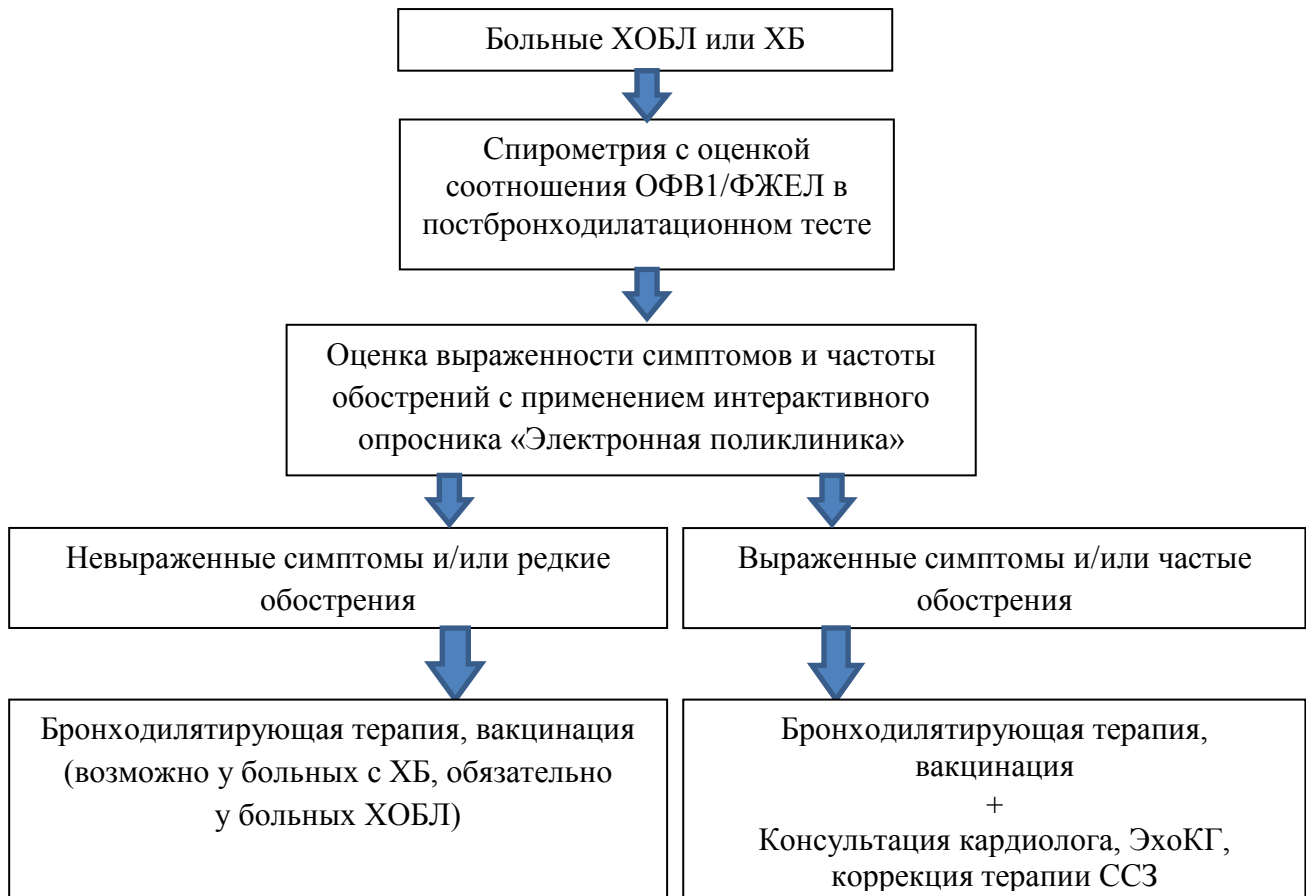 Больные ХОБЛ или ХБ
Спирометрия с оценкой
соотношения ОФВ1/ФЖЕЛ в
постбронходилатационном тесте
Оценка выраженности симптомов и частоты
обострений с применением интерактивного
опросника «Электронная поликлиника»
Невыраженные симптомы и/или редкие
обострения
Выраженные симптомы и/или частые
обострения
Бронходилятирующая терапия, вакцинация
(возможно у больных с ХБ, обязательно
у больных ХОБЛ)
Бронходилятирующая терапия,
вакцинация
+
Консультация кардиолога, ЭхоКГ,
коррекция терапии ССЗ